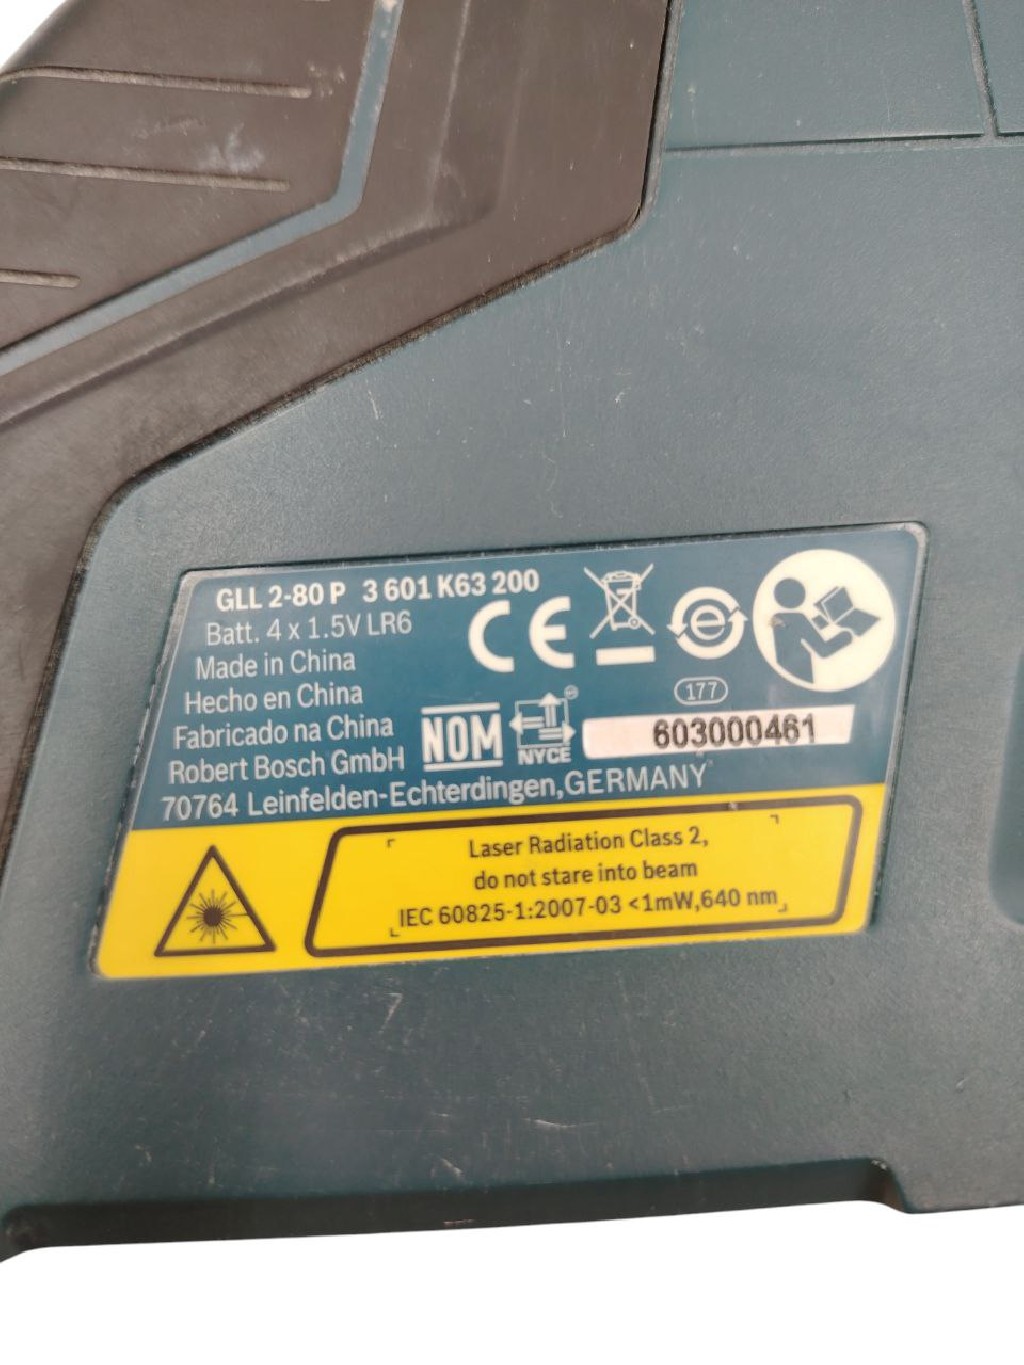 GLL 2-80 P 3 601 K63 200
Batt. 4 x 1.5V LR6
Made in China
Hecho en China
Fabricado na China
Robert Bosch GmbH
70764 Leinfelden-Echterdingen, GERMANY
CE
e
NOM
NYCE
177
603000461
Laser Radiation Class 2,
do not stare into beam
IEC 60825-1:2007-03 <1mW, 640 nm